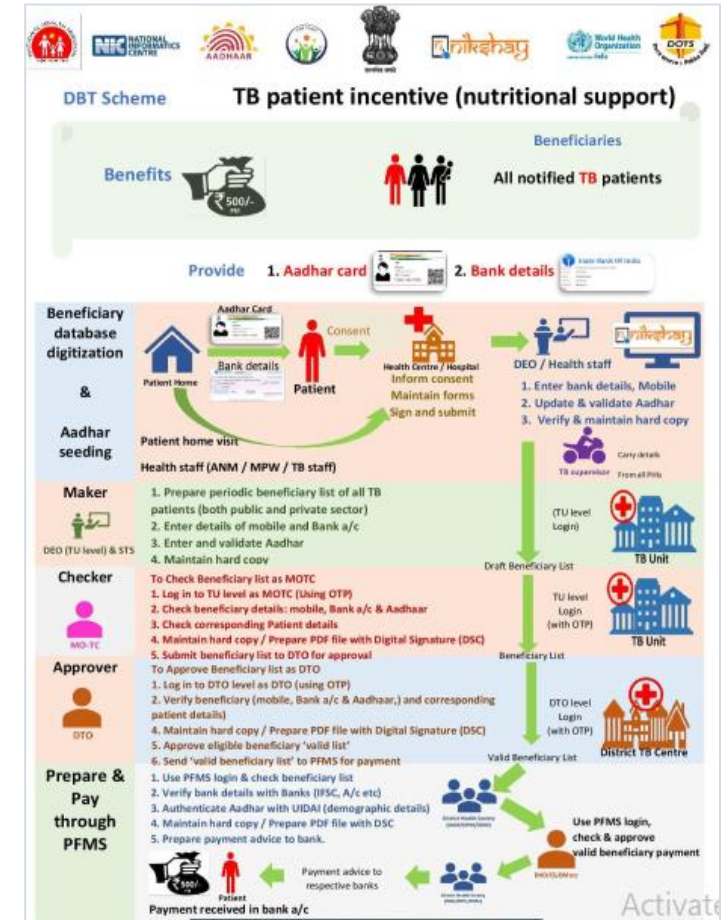 NATIONAL HEALTH MISSION
NIC NATIONAL
INFORMATICS
CENTRE
AADHAAR
nikshay
World Health
Organization
India
DOTS
DBT Scheme
TB patient incentive (nutritional support)
Benefits
₹ 500/-
PM
Beneficiaries
All notified TB patients
Provide 1. Aadhar card 2. Bank details
State Bank Of India
Beneficiary
database
digitization
&
Aadhar
seeding
Aadhar Card
Bank details
Patient Home
Patient
Consent
Health Centre / Hospital
Inform consent
Maintain forms
Sign and submit
nikshay
DEO / Health staff
1. Enter bank details, Mobile
2. Update & validate Aadhar
3. Verify & maintain hard copy
Patient home visit
Health staff (ANM / MPW / TB staff)
TB supervisor
Carry details
From all PHIs
Maker
DEO (TU level) & STS
1. Prepare periodic beneficiary list of all TB
patients (both public and private sector)
2. Enter details of mobile and Bank a/c
3. Enter and validate Aadhar
4. Maintain hard copy
(TU level
Login)
TB Unit
Draft Beneficiary List
Checker
MO-TC
To Check Beneficiary list as MOTC
1. Log in to TU level as MOTC (Using OTP)
2. Check beneficiary details: mobile, Bank a/c & Aadhaar
3. Check corresponding Patient details
4. Maintain hard copy / Prepare PDF file with Digital Signature (DSC)
5. Submit beneficiary list to DTO for approval
TU level
Login
(with OTP)
TB Unit
Beneficiary List
Approver
DTO
To Approve Beneficiary list as DTO
1. Log in to DTO level as DTO (using OTP)
2. Verify beneficiary (mobile, Bank a/c & Aadhaar,) and corresponding
patient details)
4. Maintain hard copy / Prepare PDF file with Digital Signature (DSC)
5. Approve eligible beneficiary 'valid list'
6. Send 'valid beneficiary list' to PFMS for payment
DTO level
Login
(with OTP)
District TB Centre
Valid Beneficiary List
Prepare &
Pay
through
PFMS
1. Use PFMS login & check beneficiary list
2. Verify bank details with Banks (IFSC, A/c etc)
3. Authenticate Aadhar with UIDAI (demographic details)
4. Maintain hard copy / Prepare PDF file with DSC
5. Prepare payment advice to bank.
District Health Society
Use PFMS login,
check & approve
valid beneficiary payment
₹ 500/-
Patient
Payment advice to
respective banks
District Health Society
Payment received in bank a/c
Activate